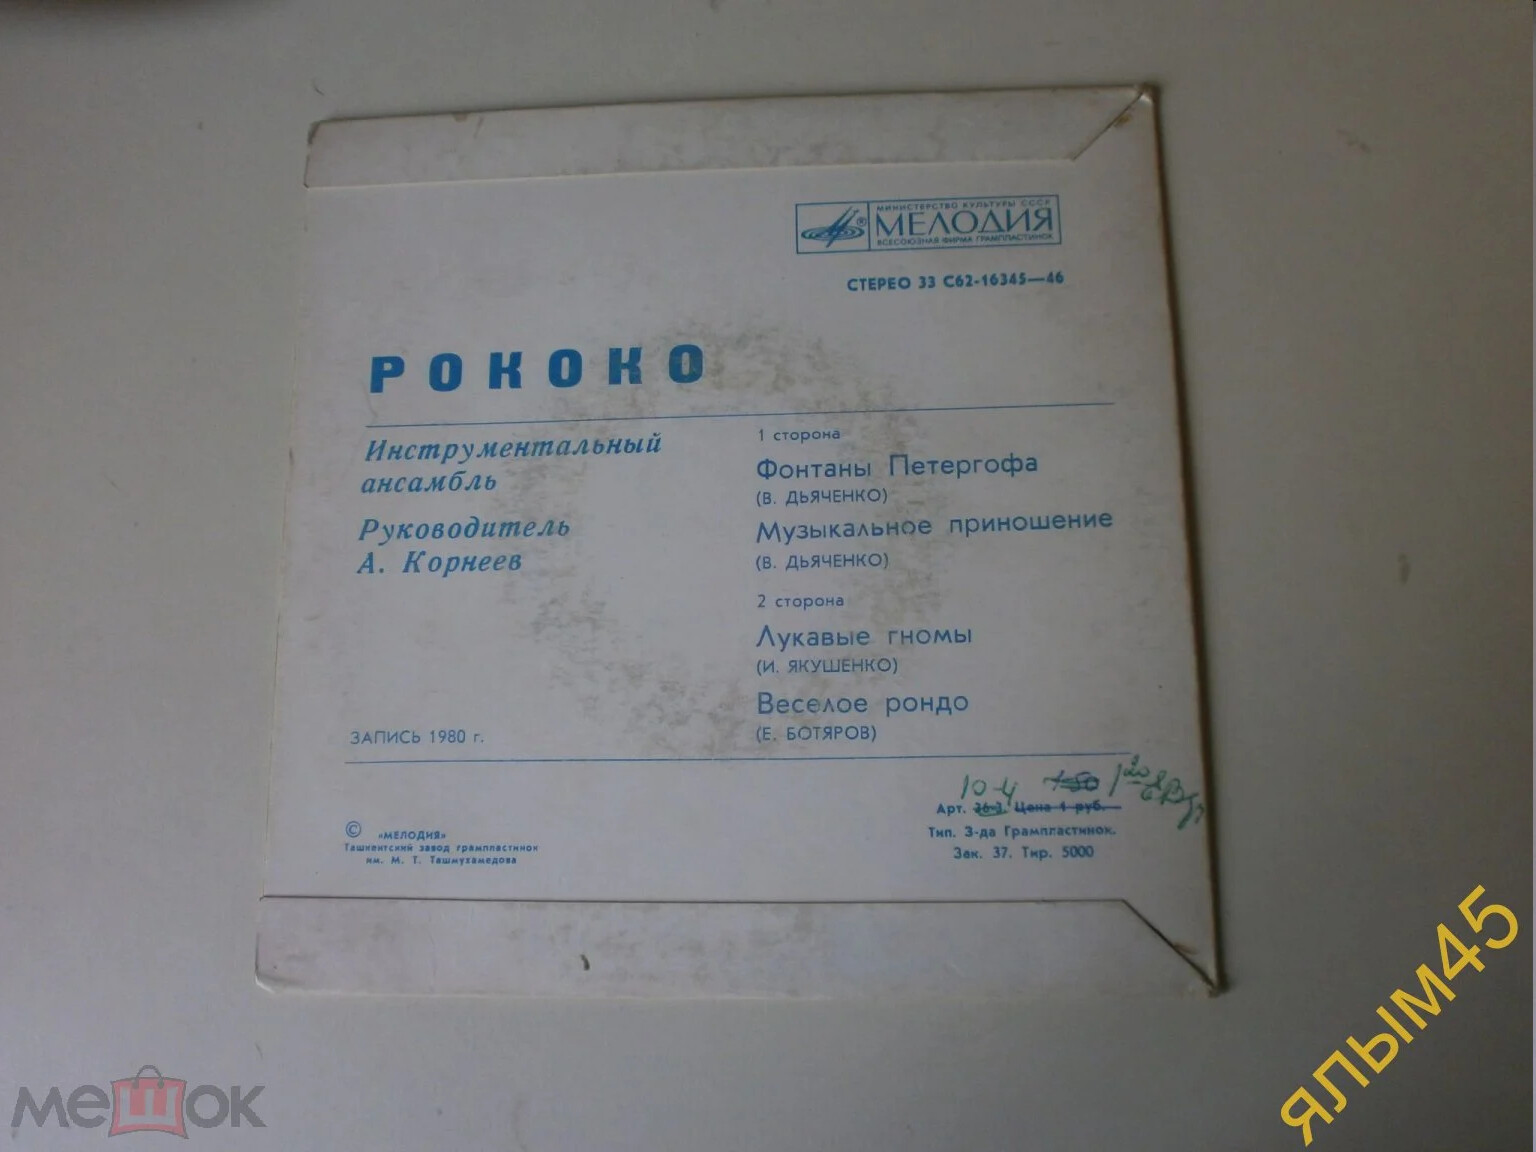 МИНИСТЕРСТВО КУЛЬТУРЫ СССР
МЕЛОДИЯ
ВСЕСОЮЗНАЯ ФИРМА ГРАМПЛАСТИНОК
СТЕРЕО 33 С62-16345—46
РОКОКО
Инструментальный
ансамбль
Руководитель
А. Корнеев
1 сторона
Фонтаны Петергофа
(В. ДЬЯЧЕНКО)
Музыкальное приношение
(В. ДЬЯЧЕНКО)
2 сторона
Лукавые гномы
(И. ЯКУШЕНКО)
Веселое рондо
(Е. БОТЯРОВ)
ЗАПИСЬ 1980 г.
10-4
Арт. 36-3. Цена 1 руб.
Тип. З-да Грампластинок.
Зак. 37. Тир. 5000
© «МЕЛОДИЯ»
Ташкентский завод грампластинок
им. М. Т. Ташмухамедова
мешок
ЯЛЫМ45